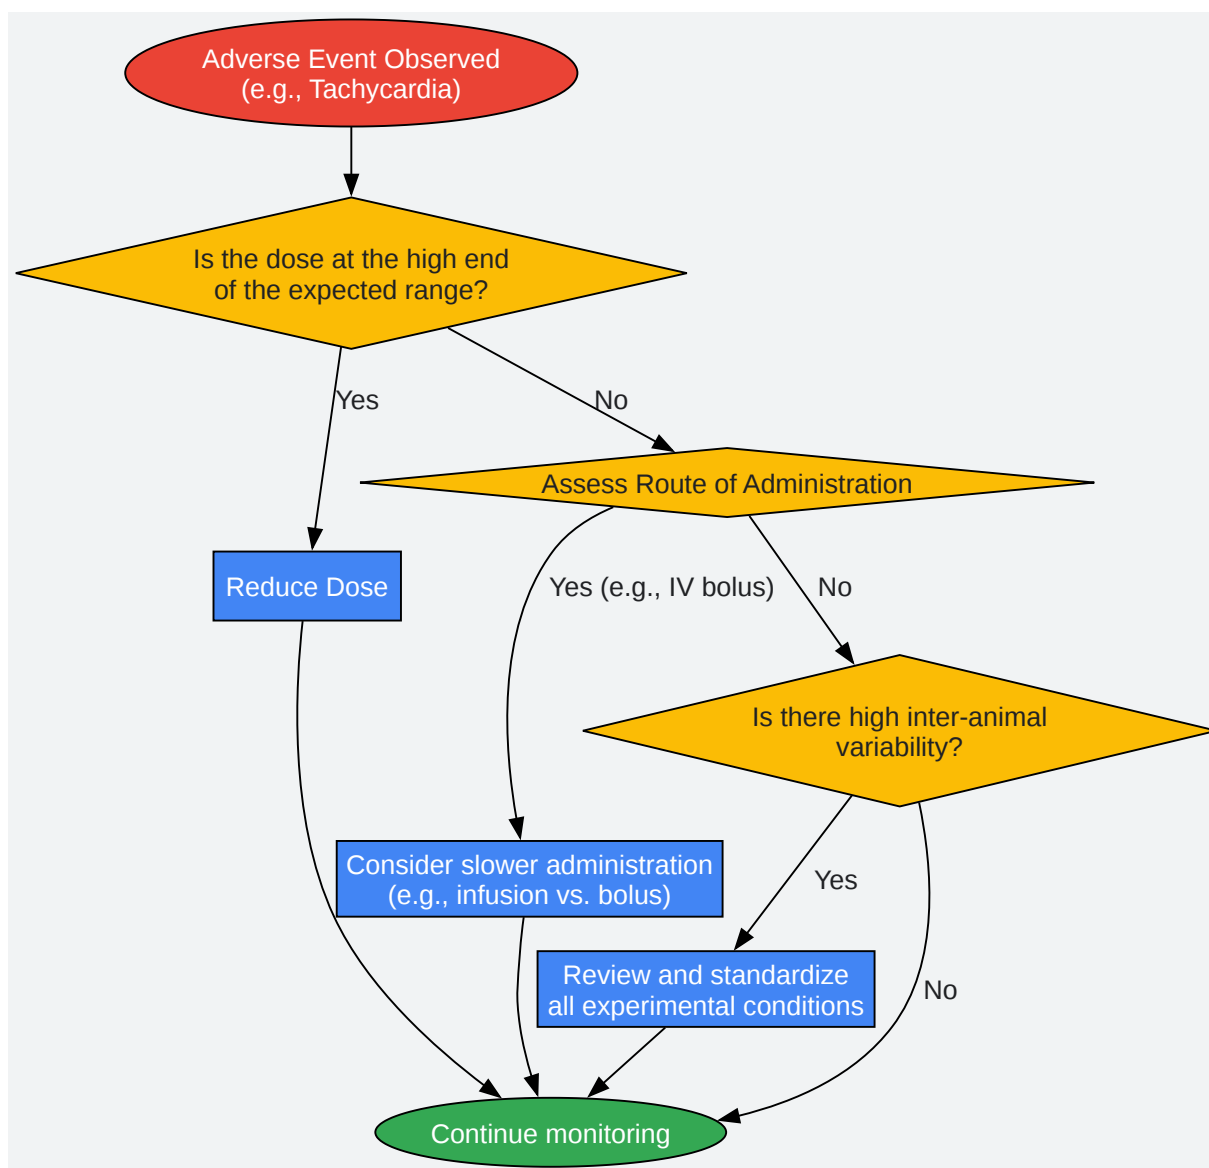 Adverse Event Observed
(e.g., Tachycardia)
Is the dose at the high end
of the expected range?
Yes
No
Assess Route of Administration
Reduce Dose
Yes (e.g., IV bolus)
No
Is there high inter-animal
variability?
Consider slower administration
(e.g., infusion vs. bolus)
Yes
Review and standardize
all experimental conditions
No
Continue monitoring